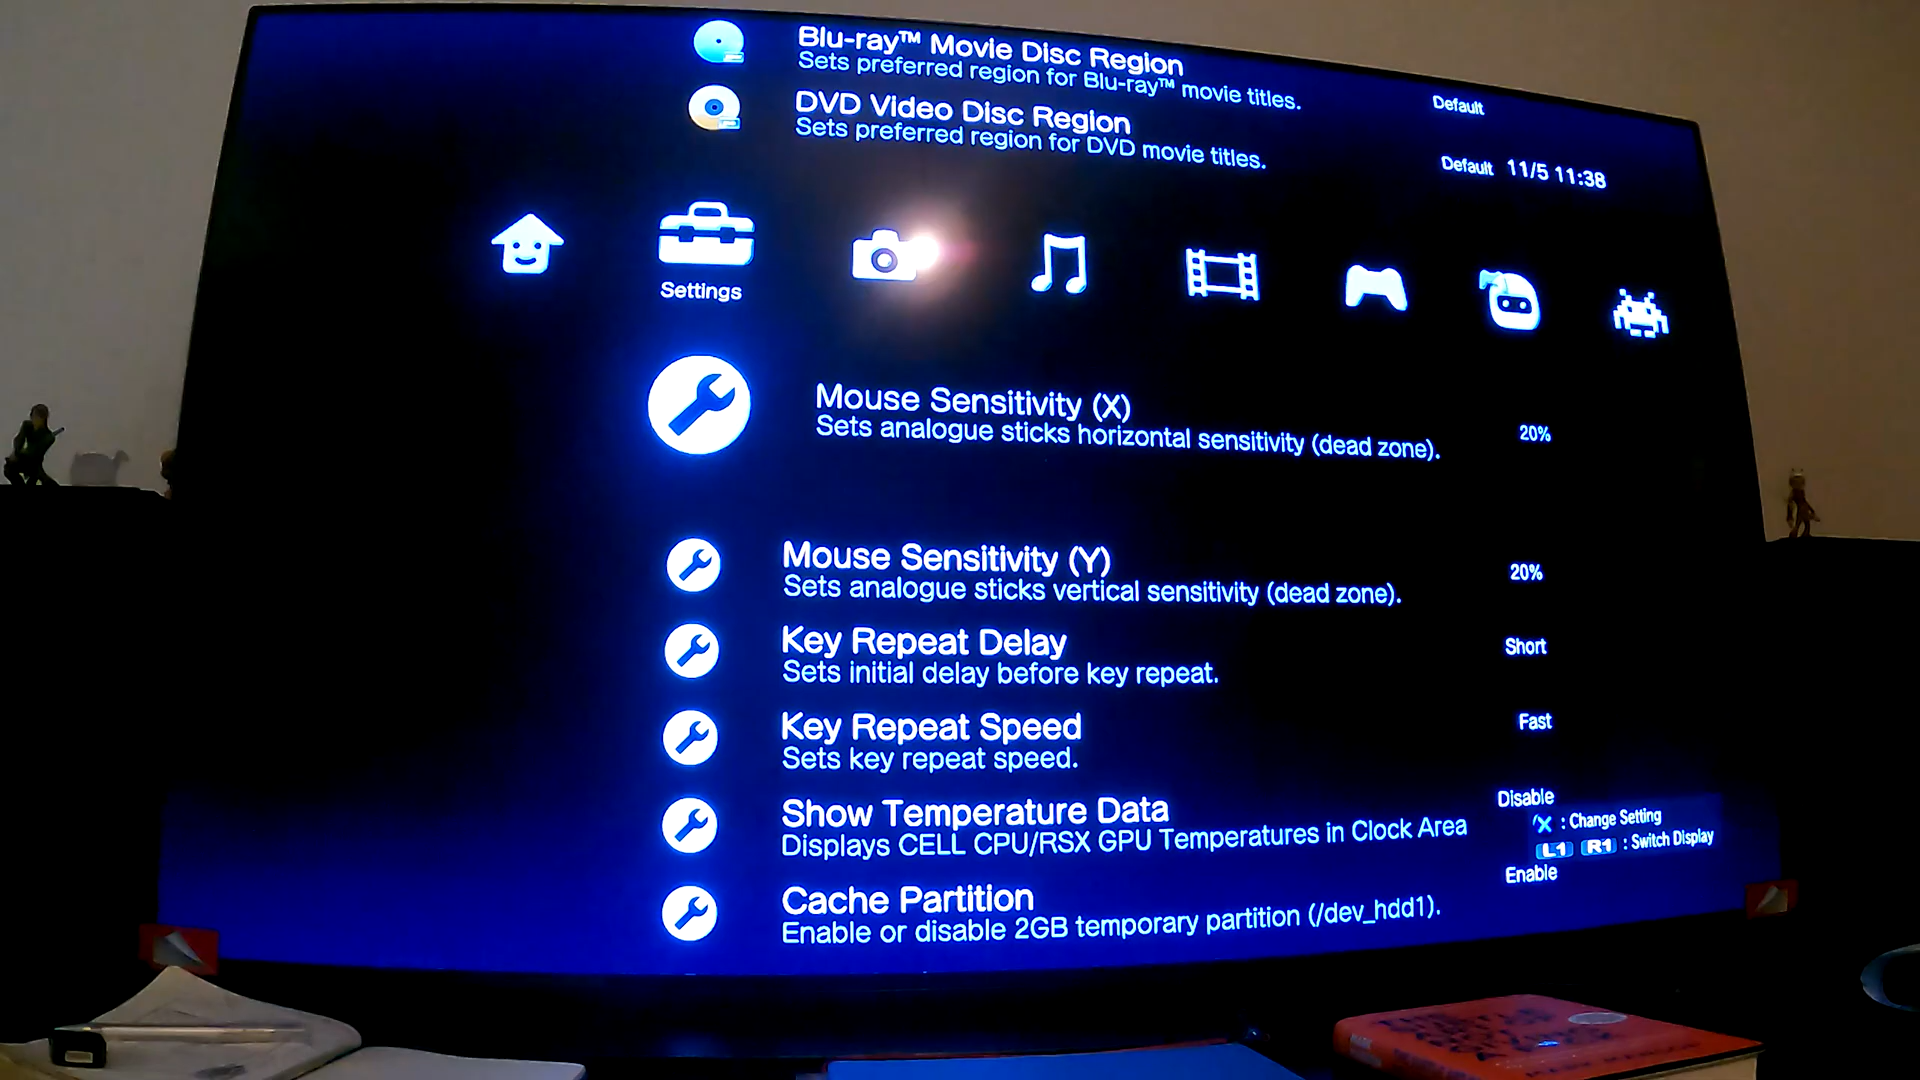 Blu-ray™ Movie Disc Region
Sets preferred region for Blu-ray™ movie titles.
Default
DVD Video Disc Region
Sets preferred region for DVD movie titles.
Default
11/5 11:38
Settings
Mouse Sensitivity (X)
Sets analogue sticks horizontal sensitivity (dead zone).
20%
Mouse Sensitivity (Y)
Sets analogue sticks vertical sensitivity (dead zone).
20%
Key Repeat Delay
Sets initial delay before key repeat.
Short
Key Repeat Speed
Sets key repeat speed.
Fast
Show Temperature Data
Displays CELL CPU/RSX GPU Temperatures in Clock Area
Disable
X : Change Setting
L1 R1 : Switch Display
Cache Partition
Enable or disable 2GB temporary partition (/dev_hdd1).
Enable